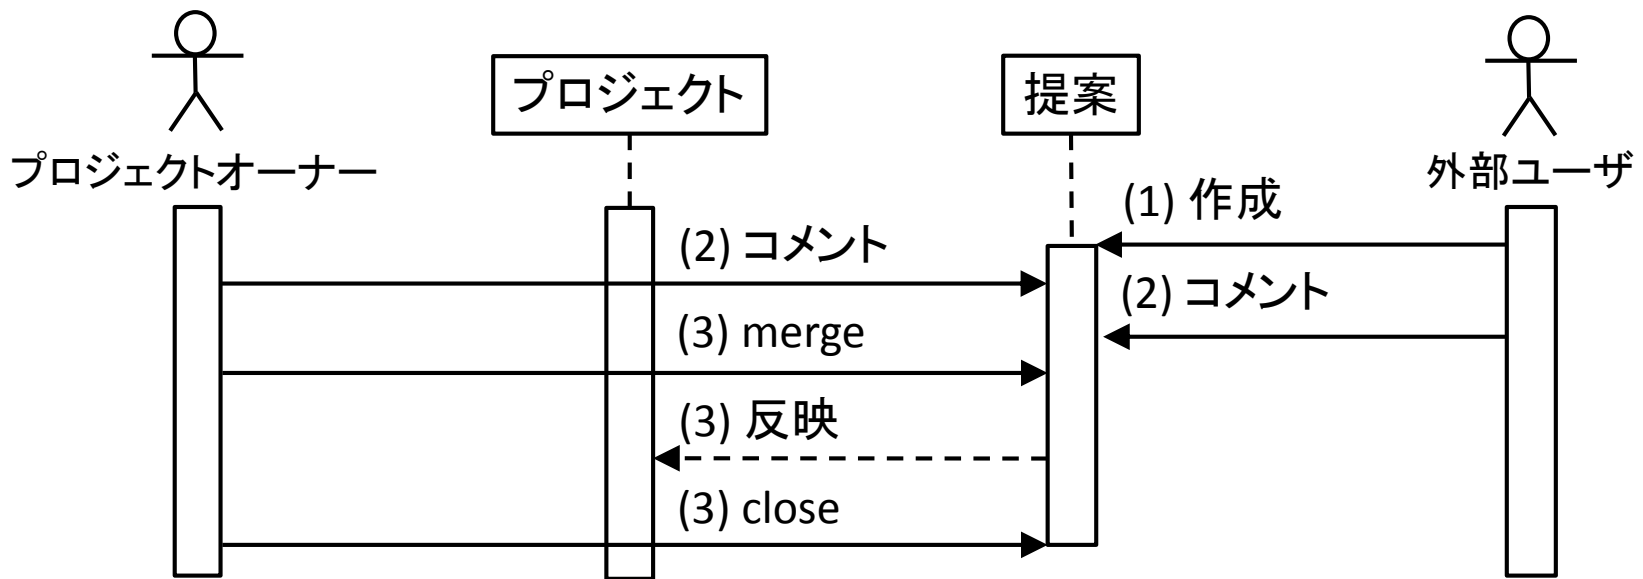 プロジェクト
提案
プロジェクトオーナー
外部ユーザ
(1) 作成
(2) コメント
(2) コメント
(3) merge
(3) 反映
(3) close